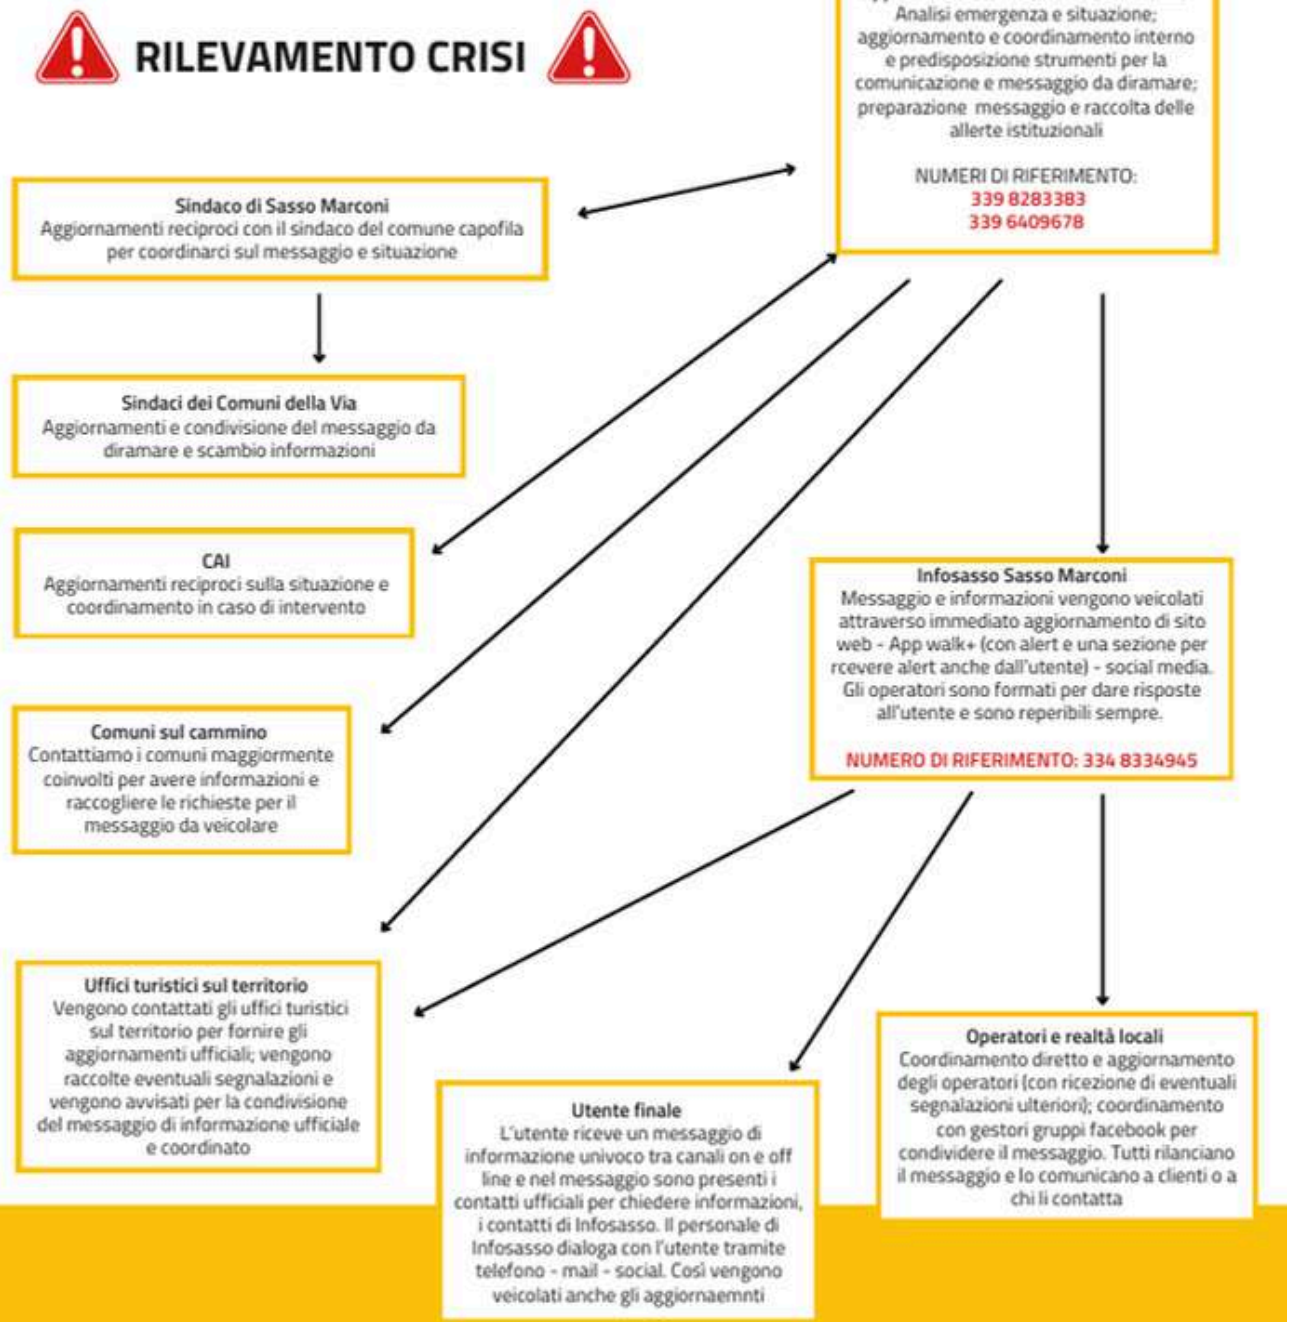 RILEVAMENTO CRISI
Analisi emergenza e situazione;
aggiornamento e coordinamento interno
e predisposizione strumenti per la
comunicazione e messaggio da diramare;
preparazione messaggio e raccolta delle
allerte istituzionali
NUMERI DI RIFERIMENTO:
339 8283383
339 6409678
Sindaco di Sasso Marconi
Aggiornamenti reciproci con il sindaco del comune capofila
per coordinarci sul messaggio e situazione
Sindaci dei Comuni della Via
Aggiornamenti e condivisione del messaggio da
diramare e scambio informazioni
CAI
Aggiornamenti reciproci sulla situazione e
coordinamento in caso di intervento
Infosasso Sasso Marconi
Messaggio e informazioni vengono veicolati
attraverso immediato aggiornamento di sito
web - App walk+ (con alert e una sezione per
rcevere alert anche dall'utente) - social media.
Gli operatori sono formati per dare risposte
all'utente e sono reperibili sempre.
NUMERO DI RIFERIMENTO: 334 8334945
Comuni sul cammino
Contattiamo i comuni maggiormente
coinvolti per avere informazioni e
raccogliere le richieste per il
messaggio da veicolare
Uffici turistici sul territorio
Vengono contattati gli uffici turistici
sul territorio per fornire gli
aggiornamenti ufficiali; vengono
raccolte eventuali segnalazioni e
vengono avvisati per la condivisione
del messaggio di informazione ufficiale
e coordinato
Utente finale
L'utente riceve un messaggio di
informazione univoco tra canali on e off
line e nel messaggio sono presenti i
contatti ufficiali per chiedere informazioni,
i contatti di Infosasso. Il personale di
Infosasso dialoga con l'utente tramite
telefono - mail - social. Così vengono
veicolati anche gli aggiornaemnti
Operatori e realtà locali
Coordinamento diretto e aggiornamento
degli operatori (con ricezione di eventuali
segnalazioni ulteriori); coordinamento
con gestori gruppi facebook per
condividere il messaggio. Tutti rilanciano
il messaggio e lo comunicano a clienti o a
chi li contatta